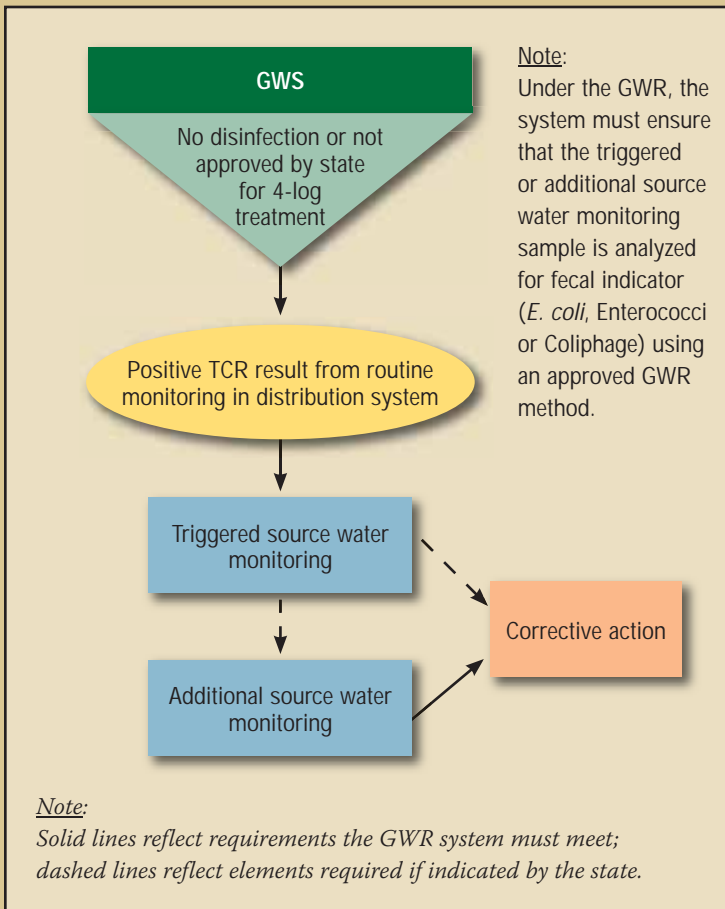 GWS
No disinfection or not
approved by state
for 4-log
treatment
Positive TCR result from routine
monitoring in distribution system
Triggered source water
monitoring
Additional source water
monitoring
Corrective action
Note:
Under the GWR, the
system must ensure
that the triggered
or additional source
water monitoring
sample is analyzed
for fecal indicator
(E. coli, Enterococci
or Coliphage) using
an approved GWR
method.
Note:
Solid lines reflect requirements the GWR system must meet;
dashed lines reflect elements required if indicated by the state.